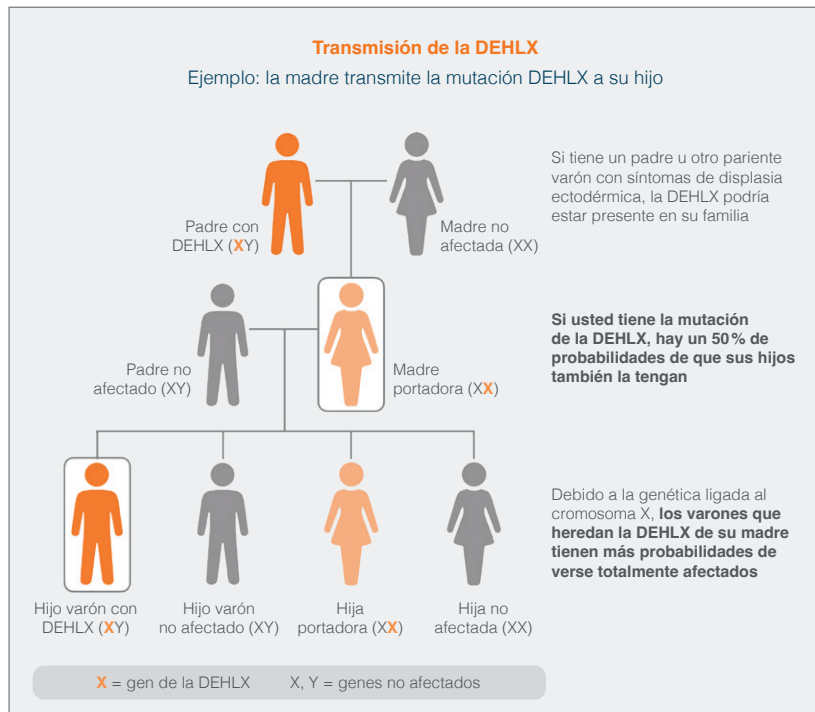 Transmisión de la DEHLX
Ejemplo: la madre transmite la mutación DEHLX a su hijo
Padre con
DEHLX (XY)
Madre no
afectada (XX)
Si tiene un padre u otro pariente
varón con síntomas de displasia
ectodérmica, la DEHLX podría
estar presente en su familia
Padre no
afectado (XY)
Madre
portadora (XX)
Si usted tiene la mutación
de la DEHLX, hay un 50 % de
probabilidades de que sus hijos
también la tengan
Hijo varón con
DEHLX (XY)
Hijo varón
no afectado (XY)
Hija
portadora (XX)
Hija no
afectada (XX)
Debido a la genética ligada al
cromosoma X, los varones que
heredan la DEHLX de su madre
tienen más probabilidades de
verse totalmente afectados
X = gen de la DEHLX X, Y = genes no afectados